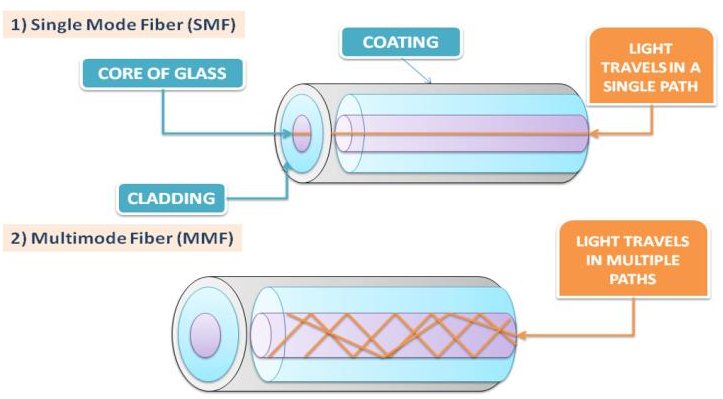 1) Single Mode Fiber (SMF)
COATING
LIGHT
TRAVELS IN A
SINGLE PATH
CORE OF GLASS
CLADDING
2) Multimode Fiber (MMF)
LIGHT TRAVELS
IN MULTIPLE
PATHS